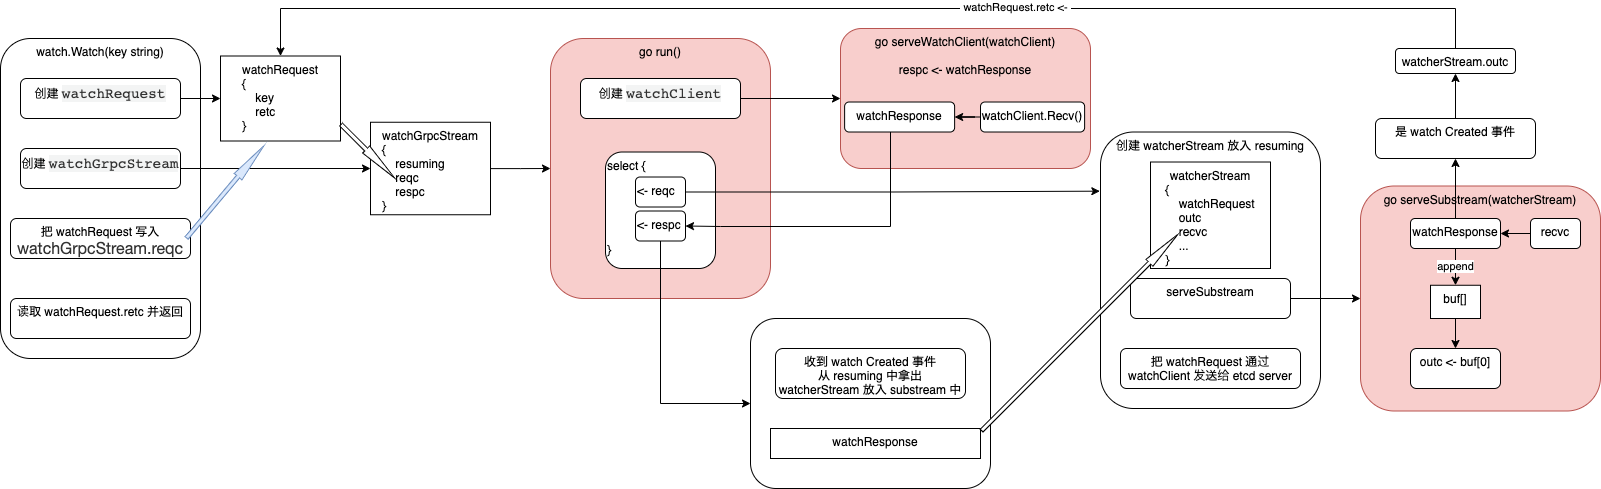 watchRequest.retc <-
watch.Watch(key string)
创建 watchRequest
创建 watchGrpcStream
把 watchRequest 写入
watchGrpcStream.reqc
读取 watchRequest.retc 并返回
watchRequest
{
key
retc
}
watchGrpcStream
{
resuming
reqc
respc
}
go run()
创建 watchClient
select {
<- reqc
<- respc
}
go serveWatchClient(watchClient)
respc <- watchResponse
watchResponse
watchClient.Recv()
收到 watch Created 事件
从 resuming 中拿出
watcherStream 放入 substream 中
watchResponse
创建 watcherStream 放入 resuming
watcherStream
{
watchRequest
outc
recvc
...
}
serveSubstream
把 watchRequest 通过
watchClient 发送给 etcd server
watcherStream.outc
是 watch Created 事件
go serveSubstream(watcherStream)
watchResponse
recvc
append
buf[]
outc <- buf[0]